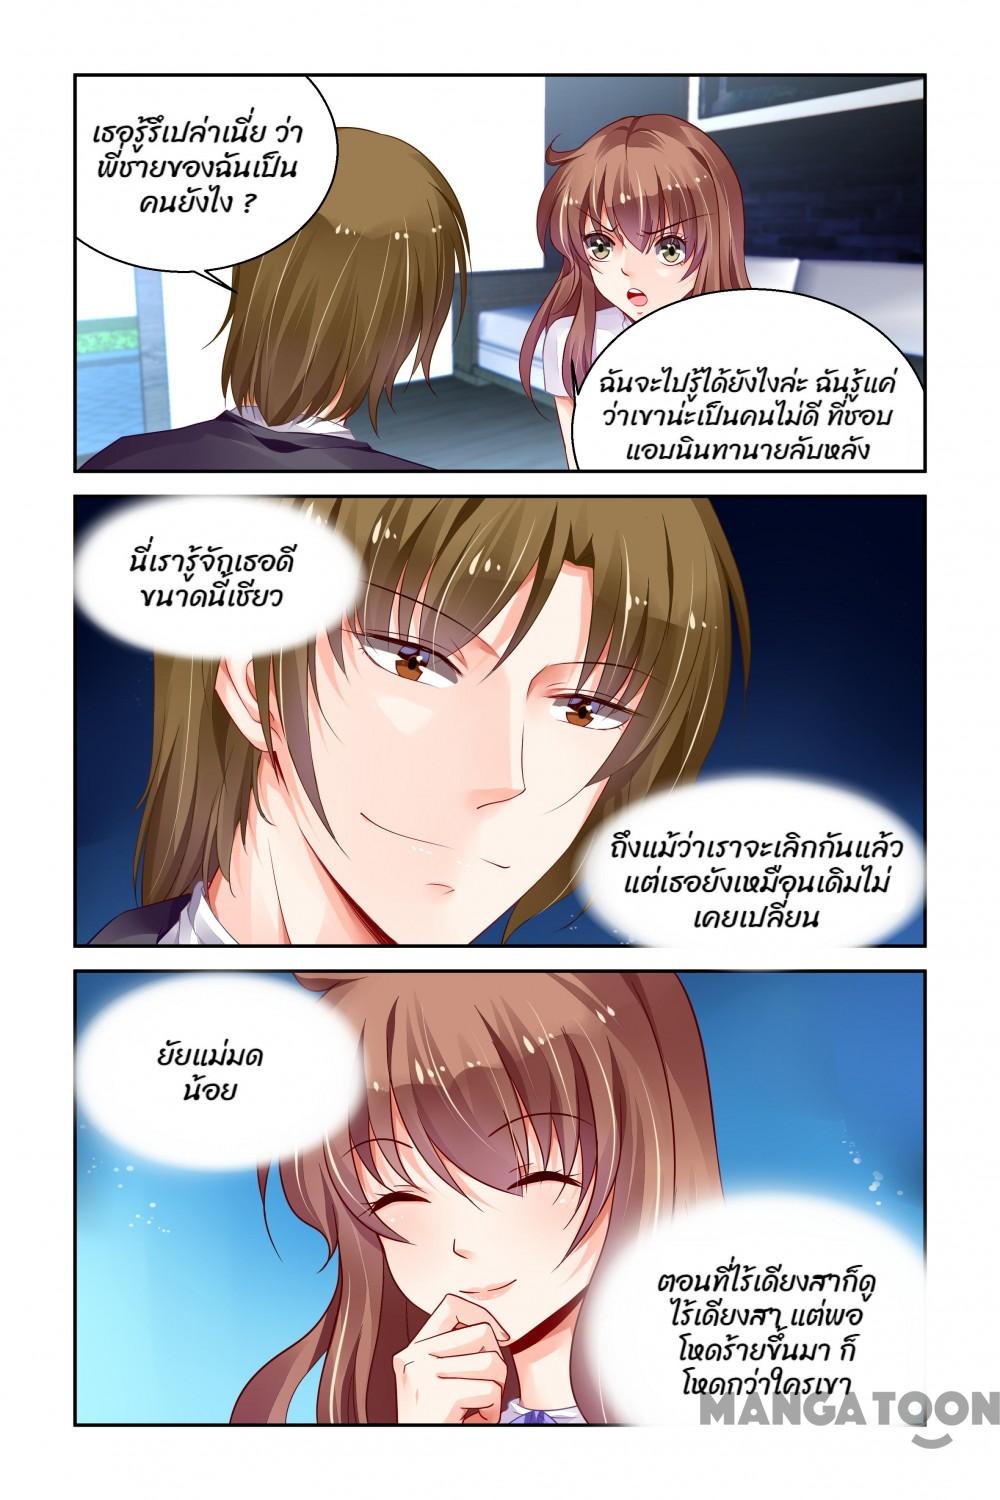 เธอรู้รึเปล่าเนี่ย ว่า
พี่ชายของฉันเป็น
คนยังไง ?
ฉันจะไปรู้ได้ยังไงล่ะ ฉันรู้แค่
ว่าเขาน่ะเป็นคนไม่ดี ที่ชอบ
แอบนินทานายลับหลัง
นี่เรารู้จักเธอดี
ขนาดนี้เชียว
ถึงแม้ว่าเราจะเลิกกันแล้ว
แต่เธอยังเหมือนเดิมไม่
เคยเปลี่ยน
ยัยแม่มด
น้อย
ตอนที่ไร้เดียงสาก็ดู
ไร้เดียงสา แต่พอ
โหดร้ายขึ้นมา ก็
โหดกว่าใครเขา
MANGATOON